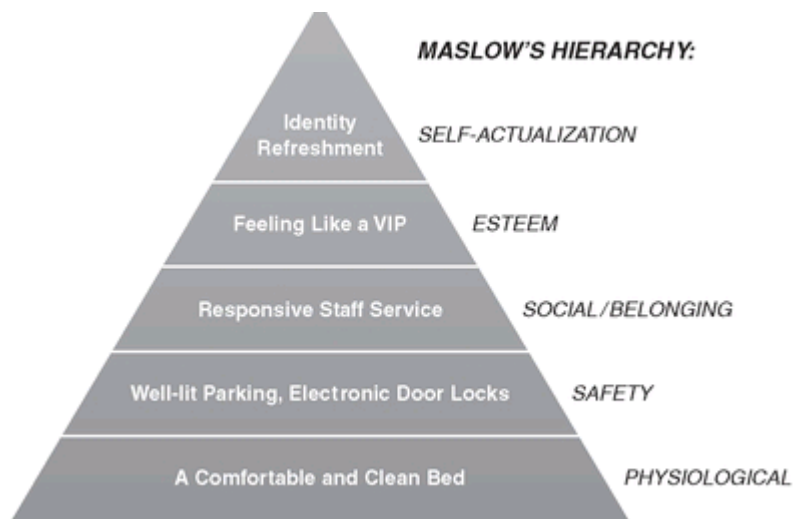 MASLOW'S HIERARCHY:
Identity
Refreshment
SELF-ACTUALIZATION
Feeling Like a VIP
ESTEEM
Responsive Staff Service
SOCIAL/BELONGING
Well-lit Parking, Electronic Door Locks
SAFETY
A Comfortable and Clean Bed
PHYSIOLOGICAL